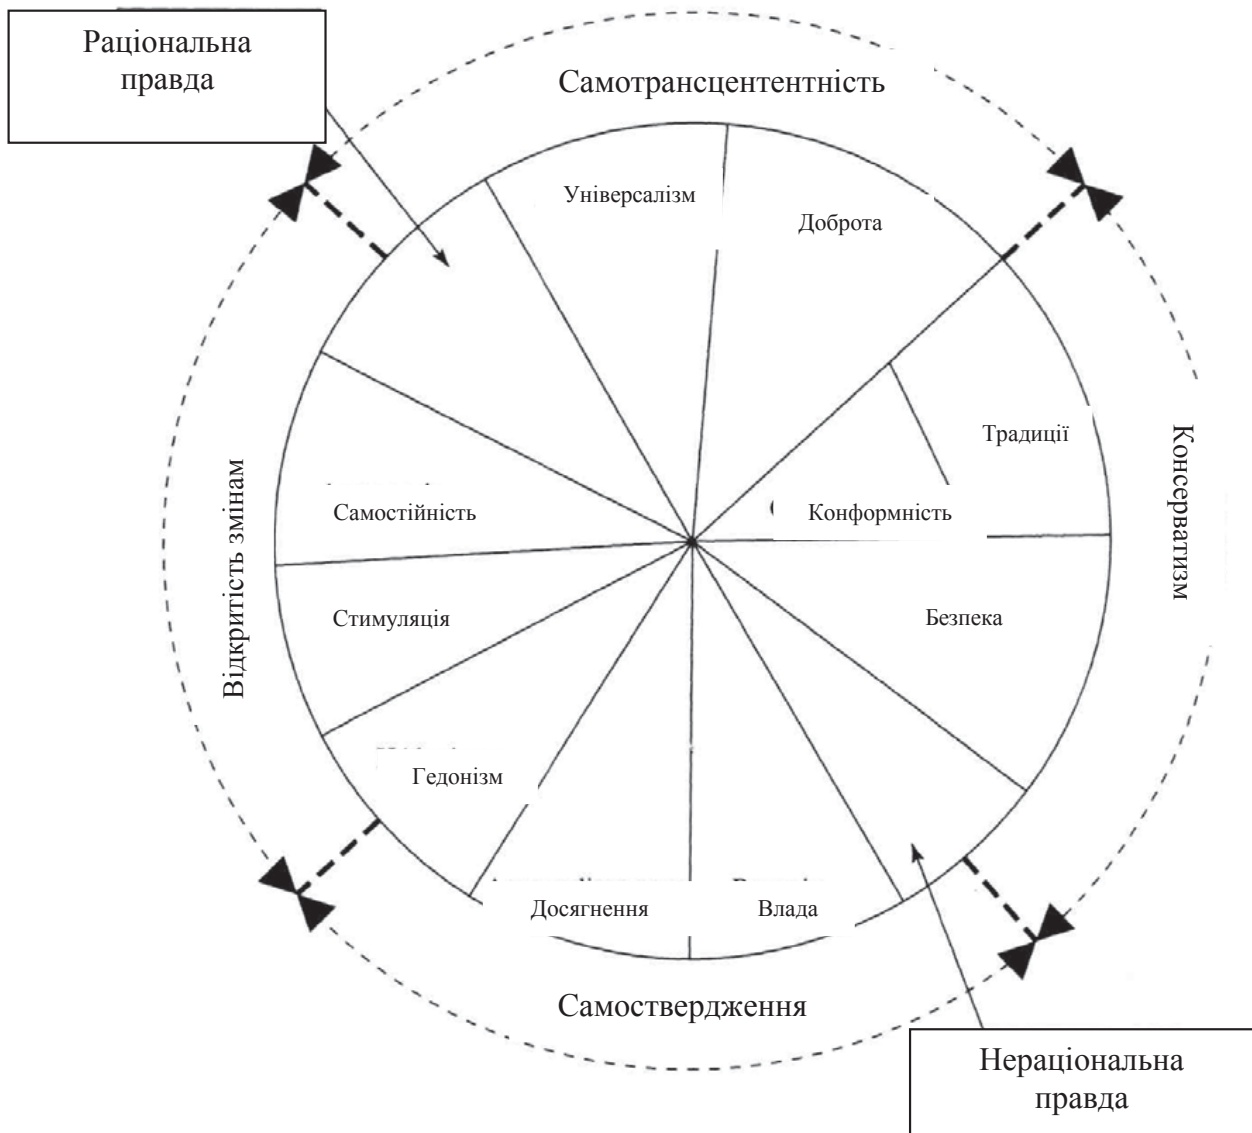 Раціональна
правда
Самотрансцентентність
Універсалізм
Доброта
Традиції
Консерватизм
Конформність
Самостійність
Відкритість змінам
Стимуляція
Безпека
Гедонізм
Досягнення
Влада
Самоствердження
Нераціональна
правда